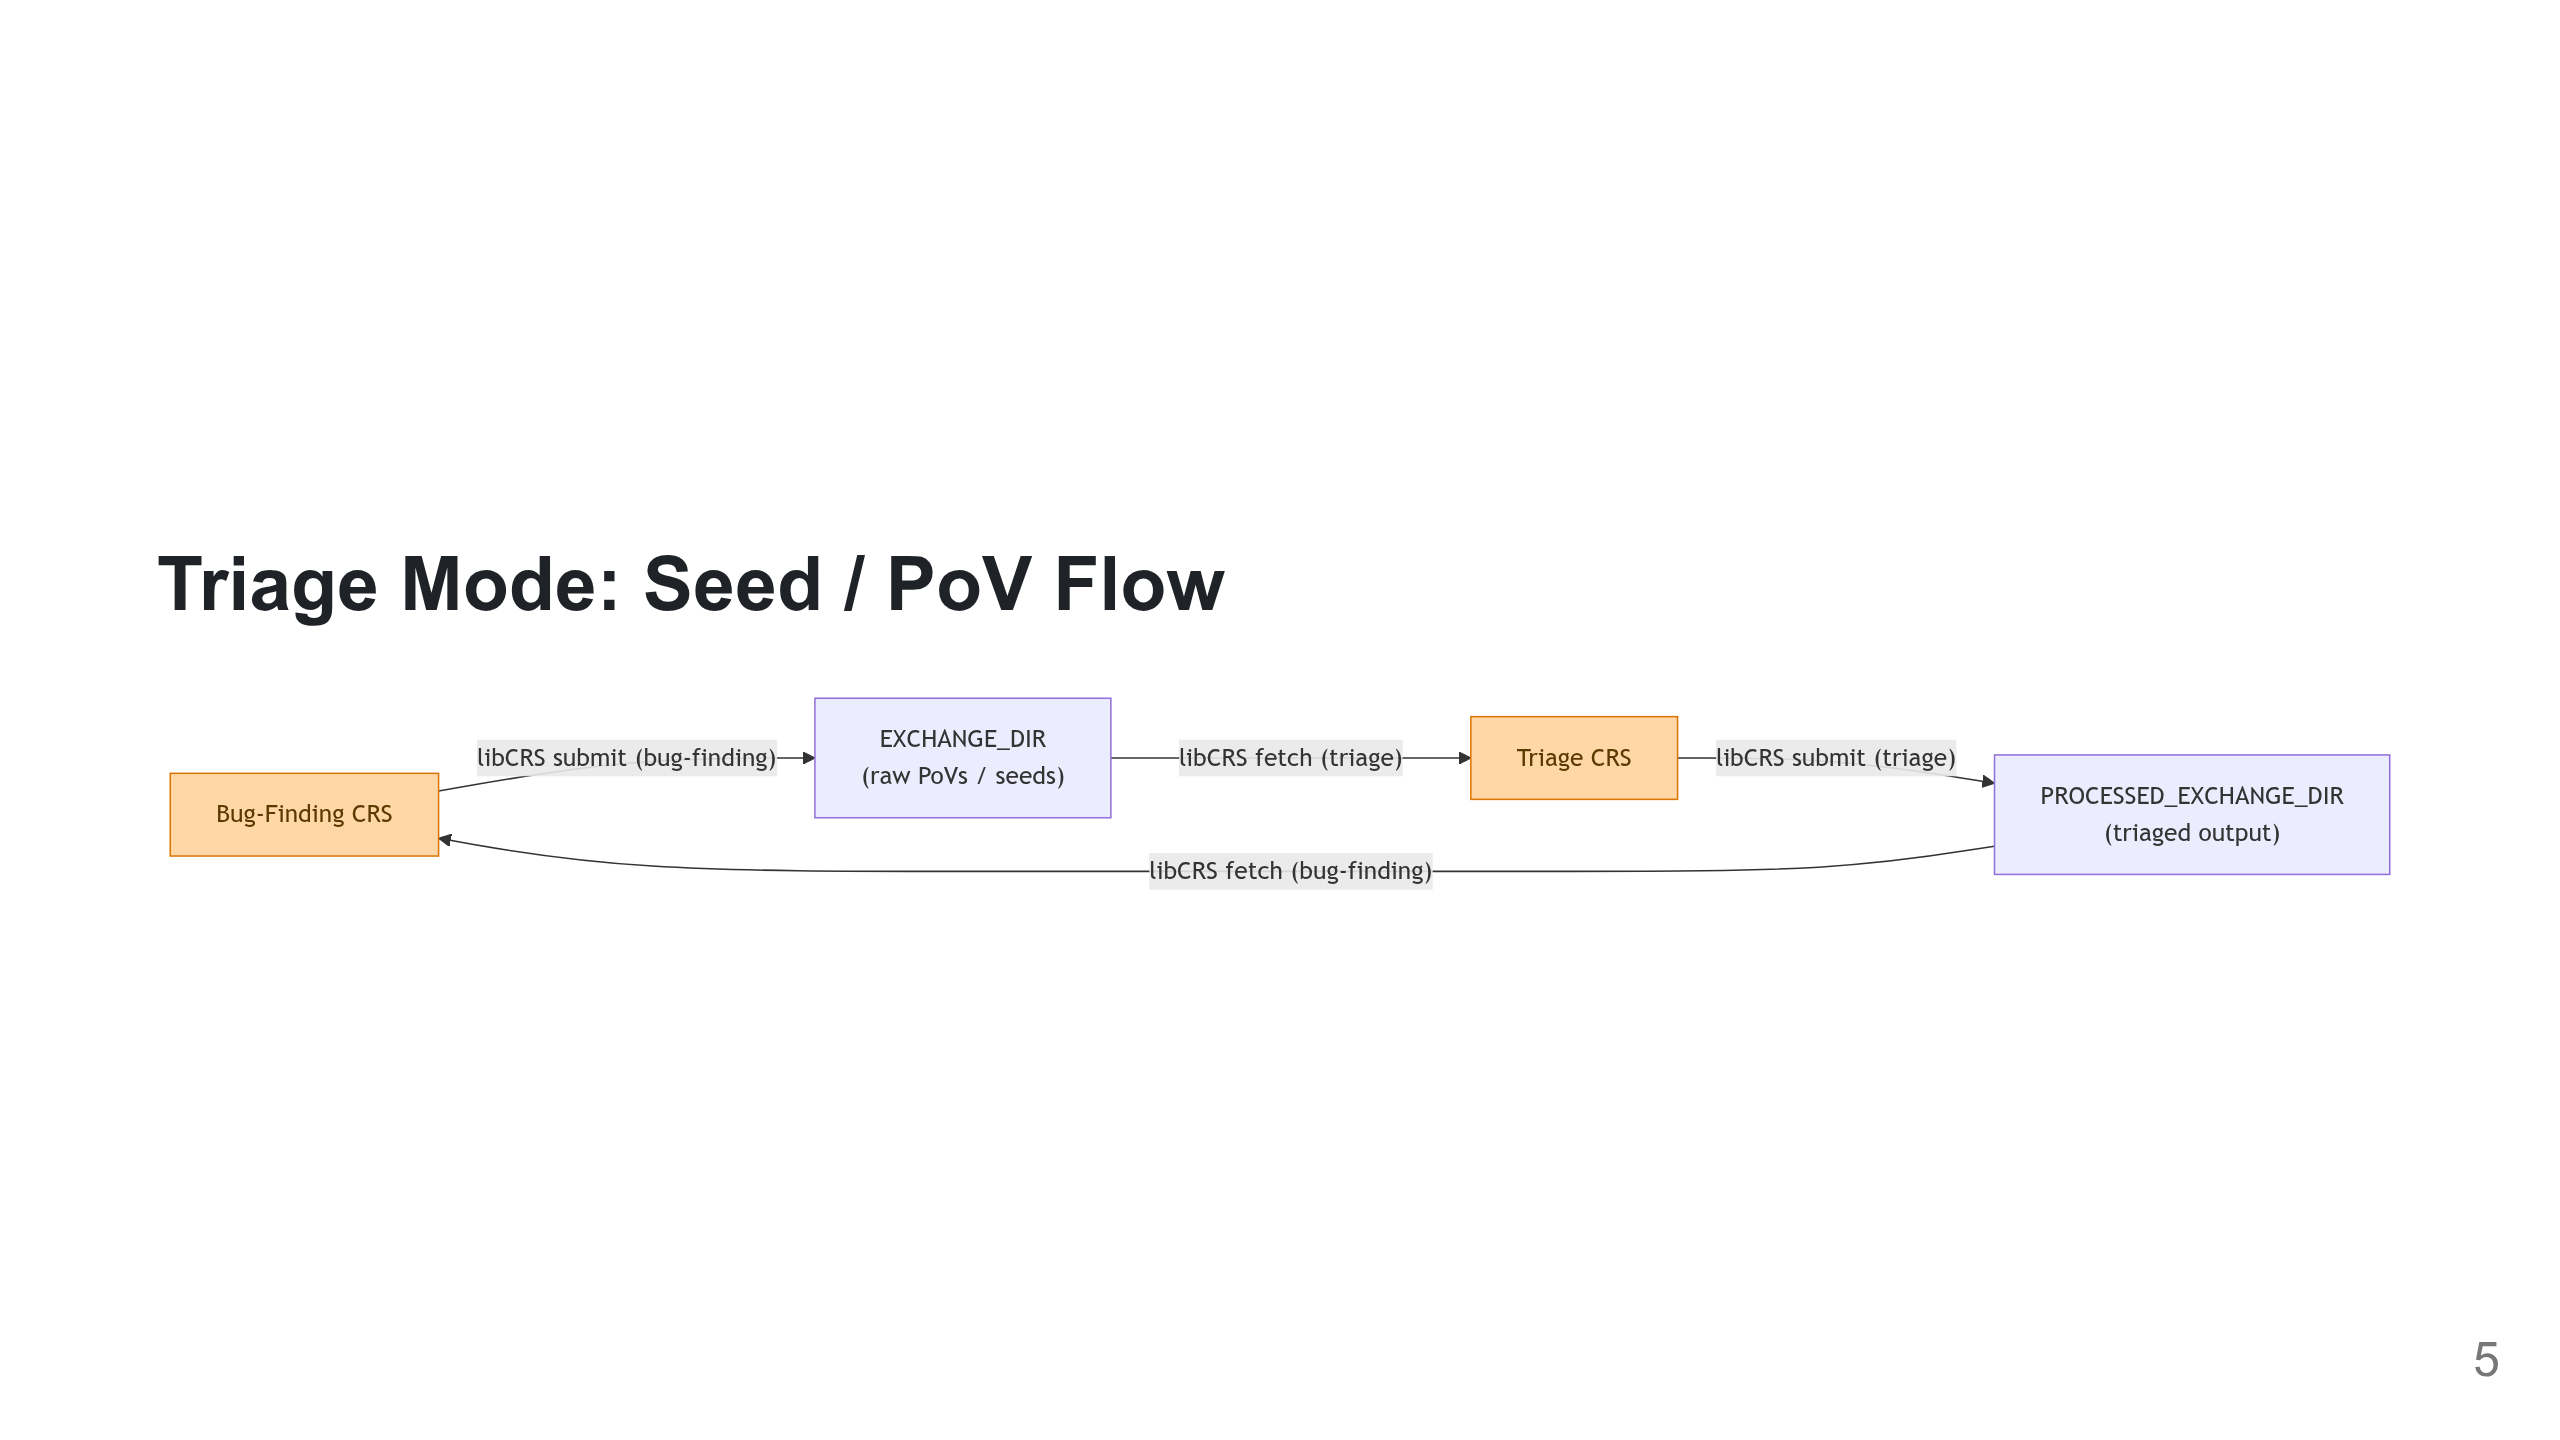 Triage Mode: Seed / PoV Flow
libCRS submit (bug-finding)
EXCHANGE_DIR
(raw PoVs / seeds)
libCRS fetch (triage)
Triage CRS
libCRS submit (triage)
Bug-Finding CRS
PROCESSED_EXCHANGE_DIR
(triaged output)
libCRS fetch (bug-finding)
5